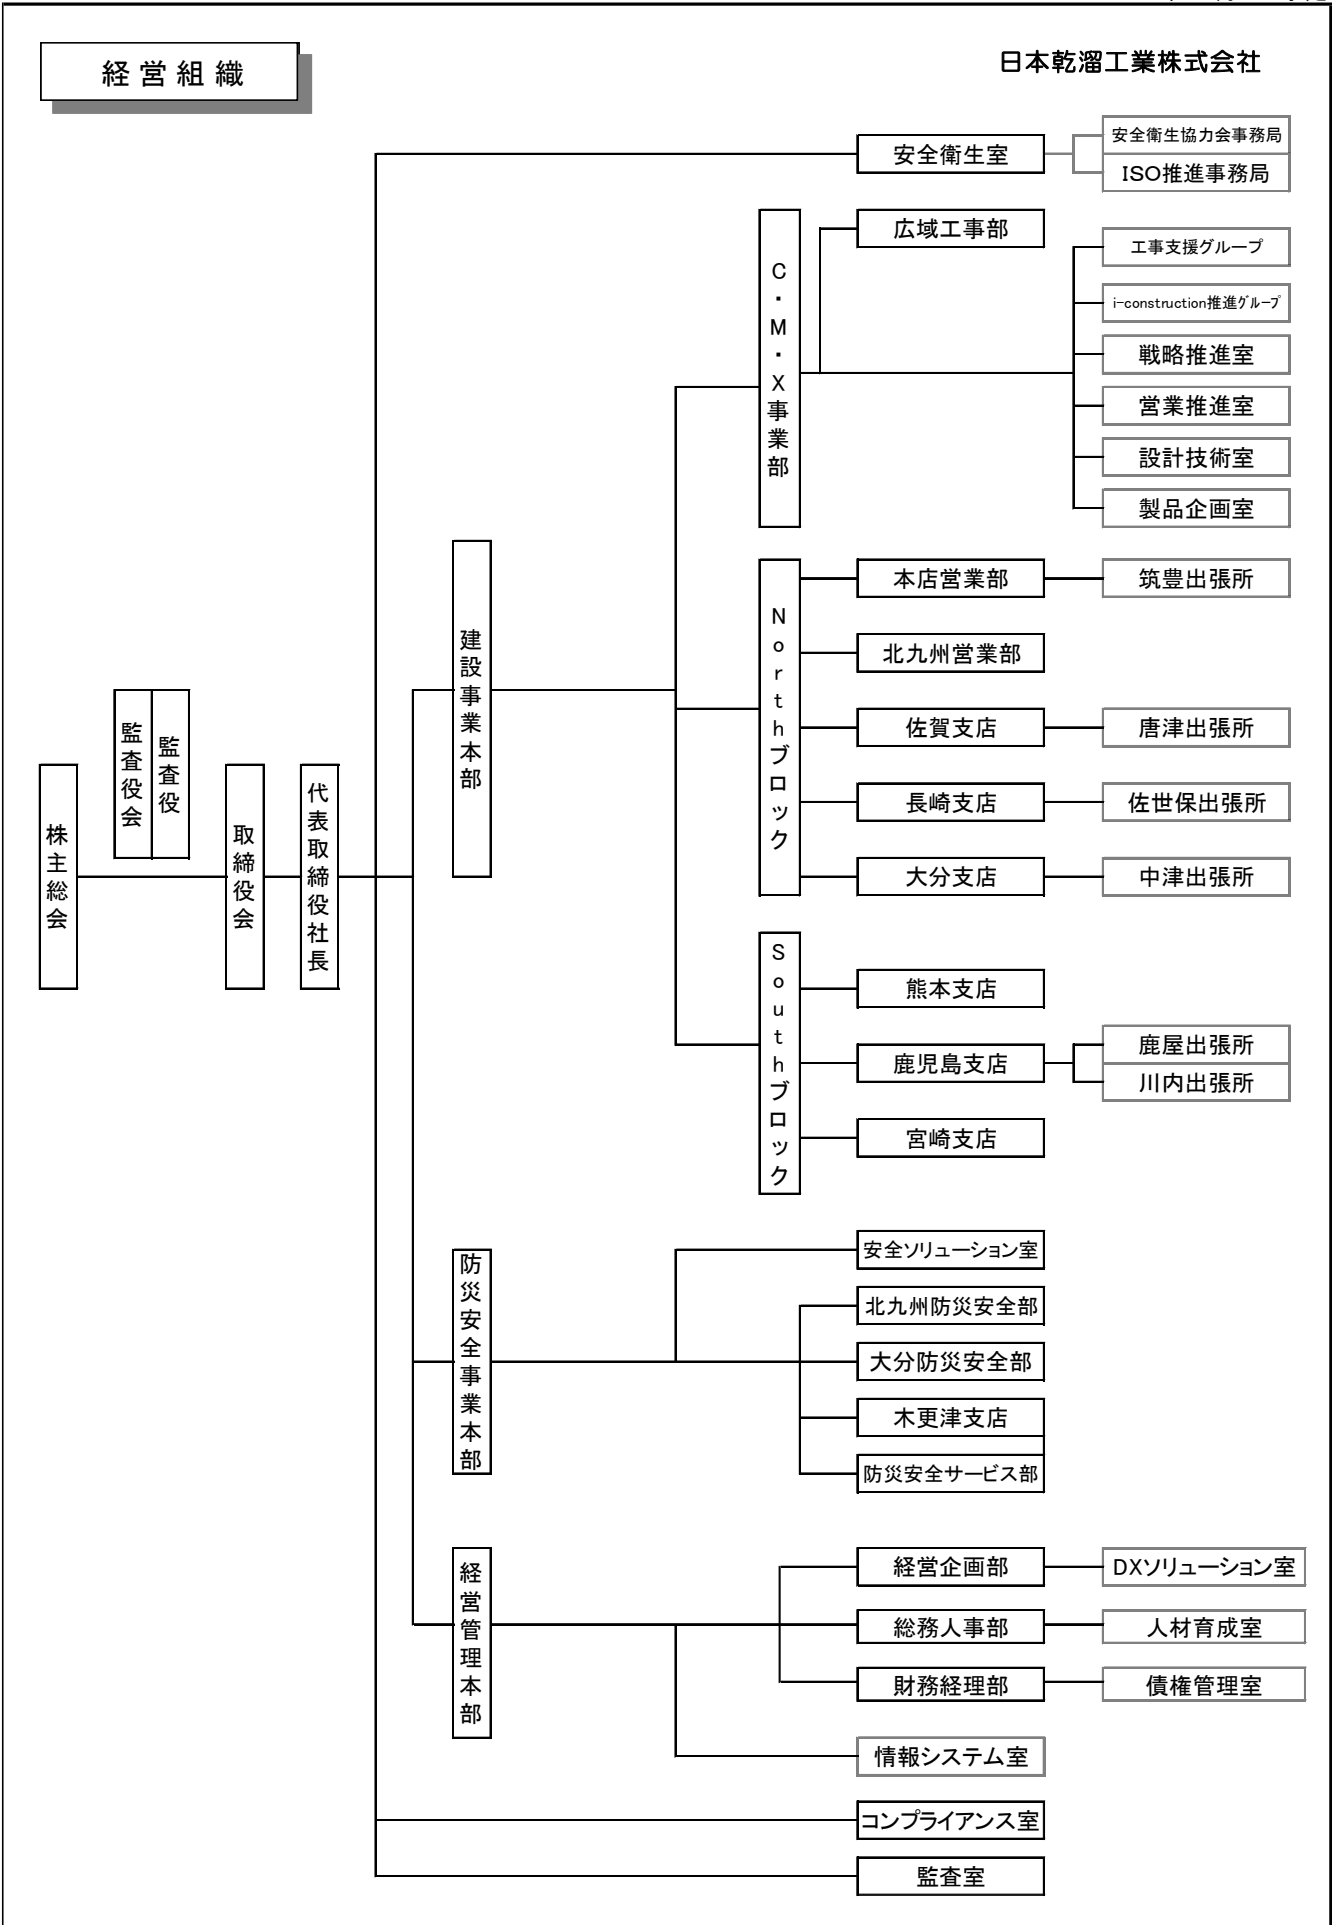 経営組織
日本乾溜工業株式会社
安全衛生室
安全衛生協力会事務局
ISO推進事務局
C・M・X事業部
広域工事部
工事支援グループ
i-construction推進グループ
戦略推進室
営業推進室
設計技術室
製品企画室
建設事業本部
Northブロック
本店営業部
筑豊出張所
北九州営業部
佐賀支店
唐津出張所
長崎支店
佐世保出張所
大分支店
中津出張所
監査役会
監査役
株主総会
取締役会
代表取締役社長
Southブロック
熊本支店
鹿児島支店
鹿屋出張所
川内出張所
宮崎支店
防災安全事業本部
安全ソリューション室
北九州防災安全部
大分防災安全部
木更津支店
防災安全サービス部
経営管理本部
経営企画部
DXソリューション室
総務人事部
人材育成室
財務経理部
債権管理室
情報システム室
コンプライアンス室
監査室